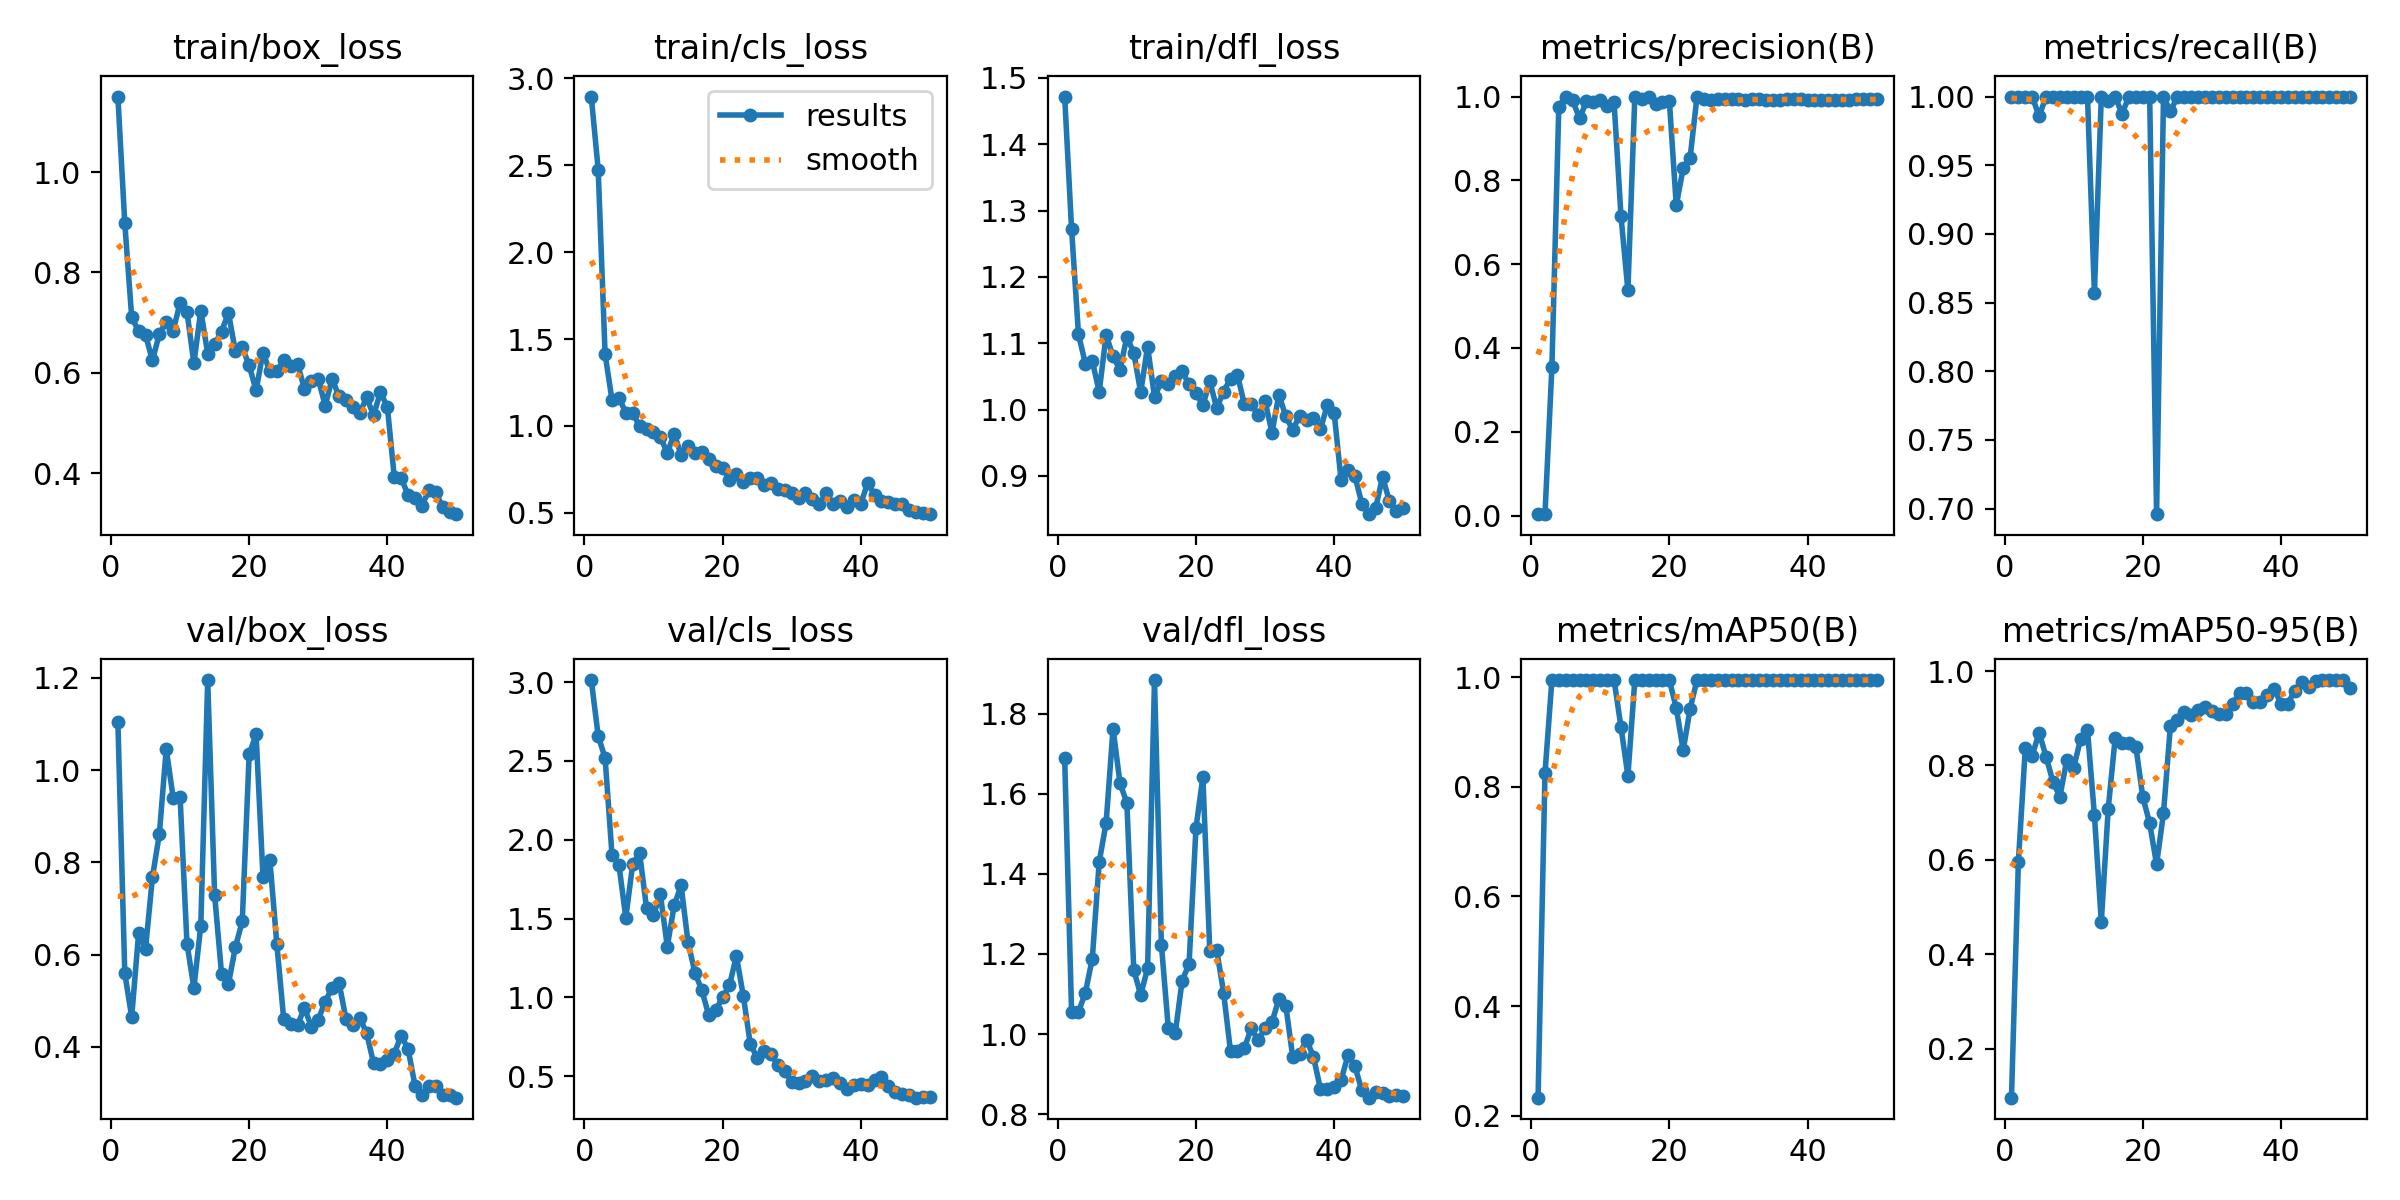 train/box_loss
1.0
0.8
0.6
0.4
0 20 40
train/cls_loss
results
smooth
3.0
2.5
2.0
1.5
1.0
0.5
0 20 40
train/dfl_loss
1.5
1.4
1.3
1.2
1.1
1.0
0.9
0 20 40
metrics/precision(B)
1.0
0.8
0.6
0.4
0.2
0.0
0 20 40
metrics/recall(B)
1.00
0.95
0.90
0.85
0.80
0.75
0.70
0 20 40
val/box_loss
1.2
1.0
0.8
0.6
0.4
0 20 40
val/cls_loss
3.0
2.5
2.0
1.5
1.0
0.5
0 20 40
val/dfl_loss
1.8
1.6
1.4
1.2
1.0
0.8
0 20 40
metrics/mAP50(B)
1.0
0.8
0.6
0.4
0.2
0 20 40
metrics/mAP50-95(B)
1.0
0.8
0.6
0.4
0.2
0 20 40